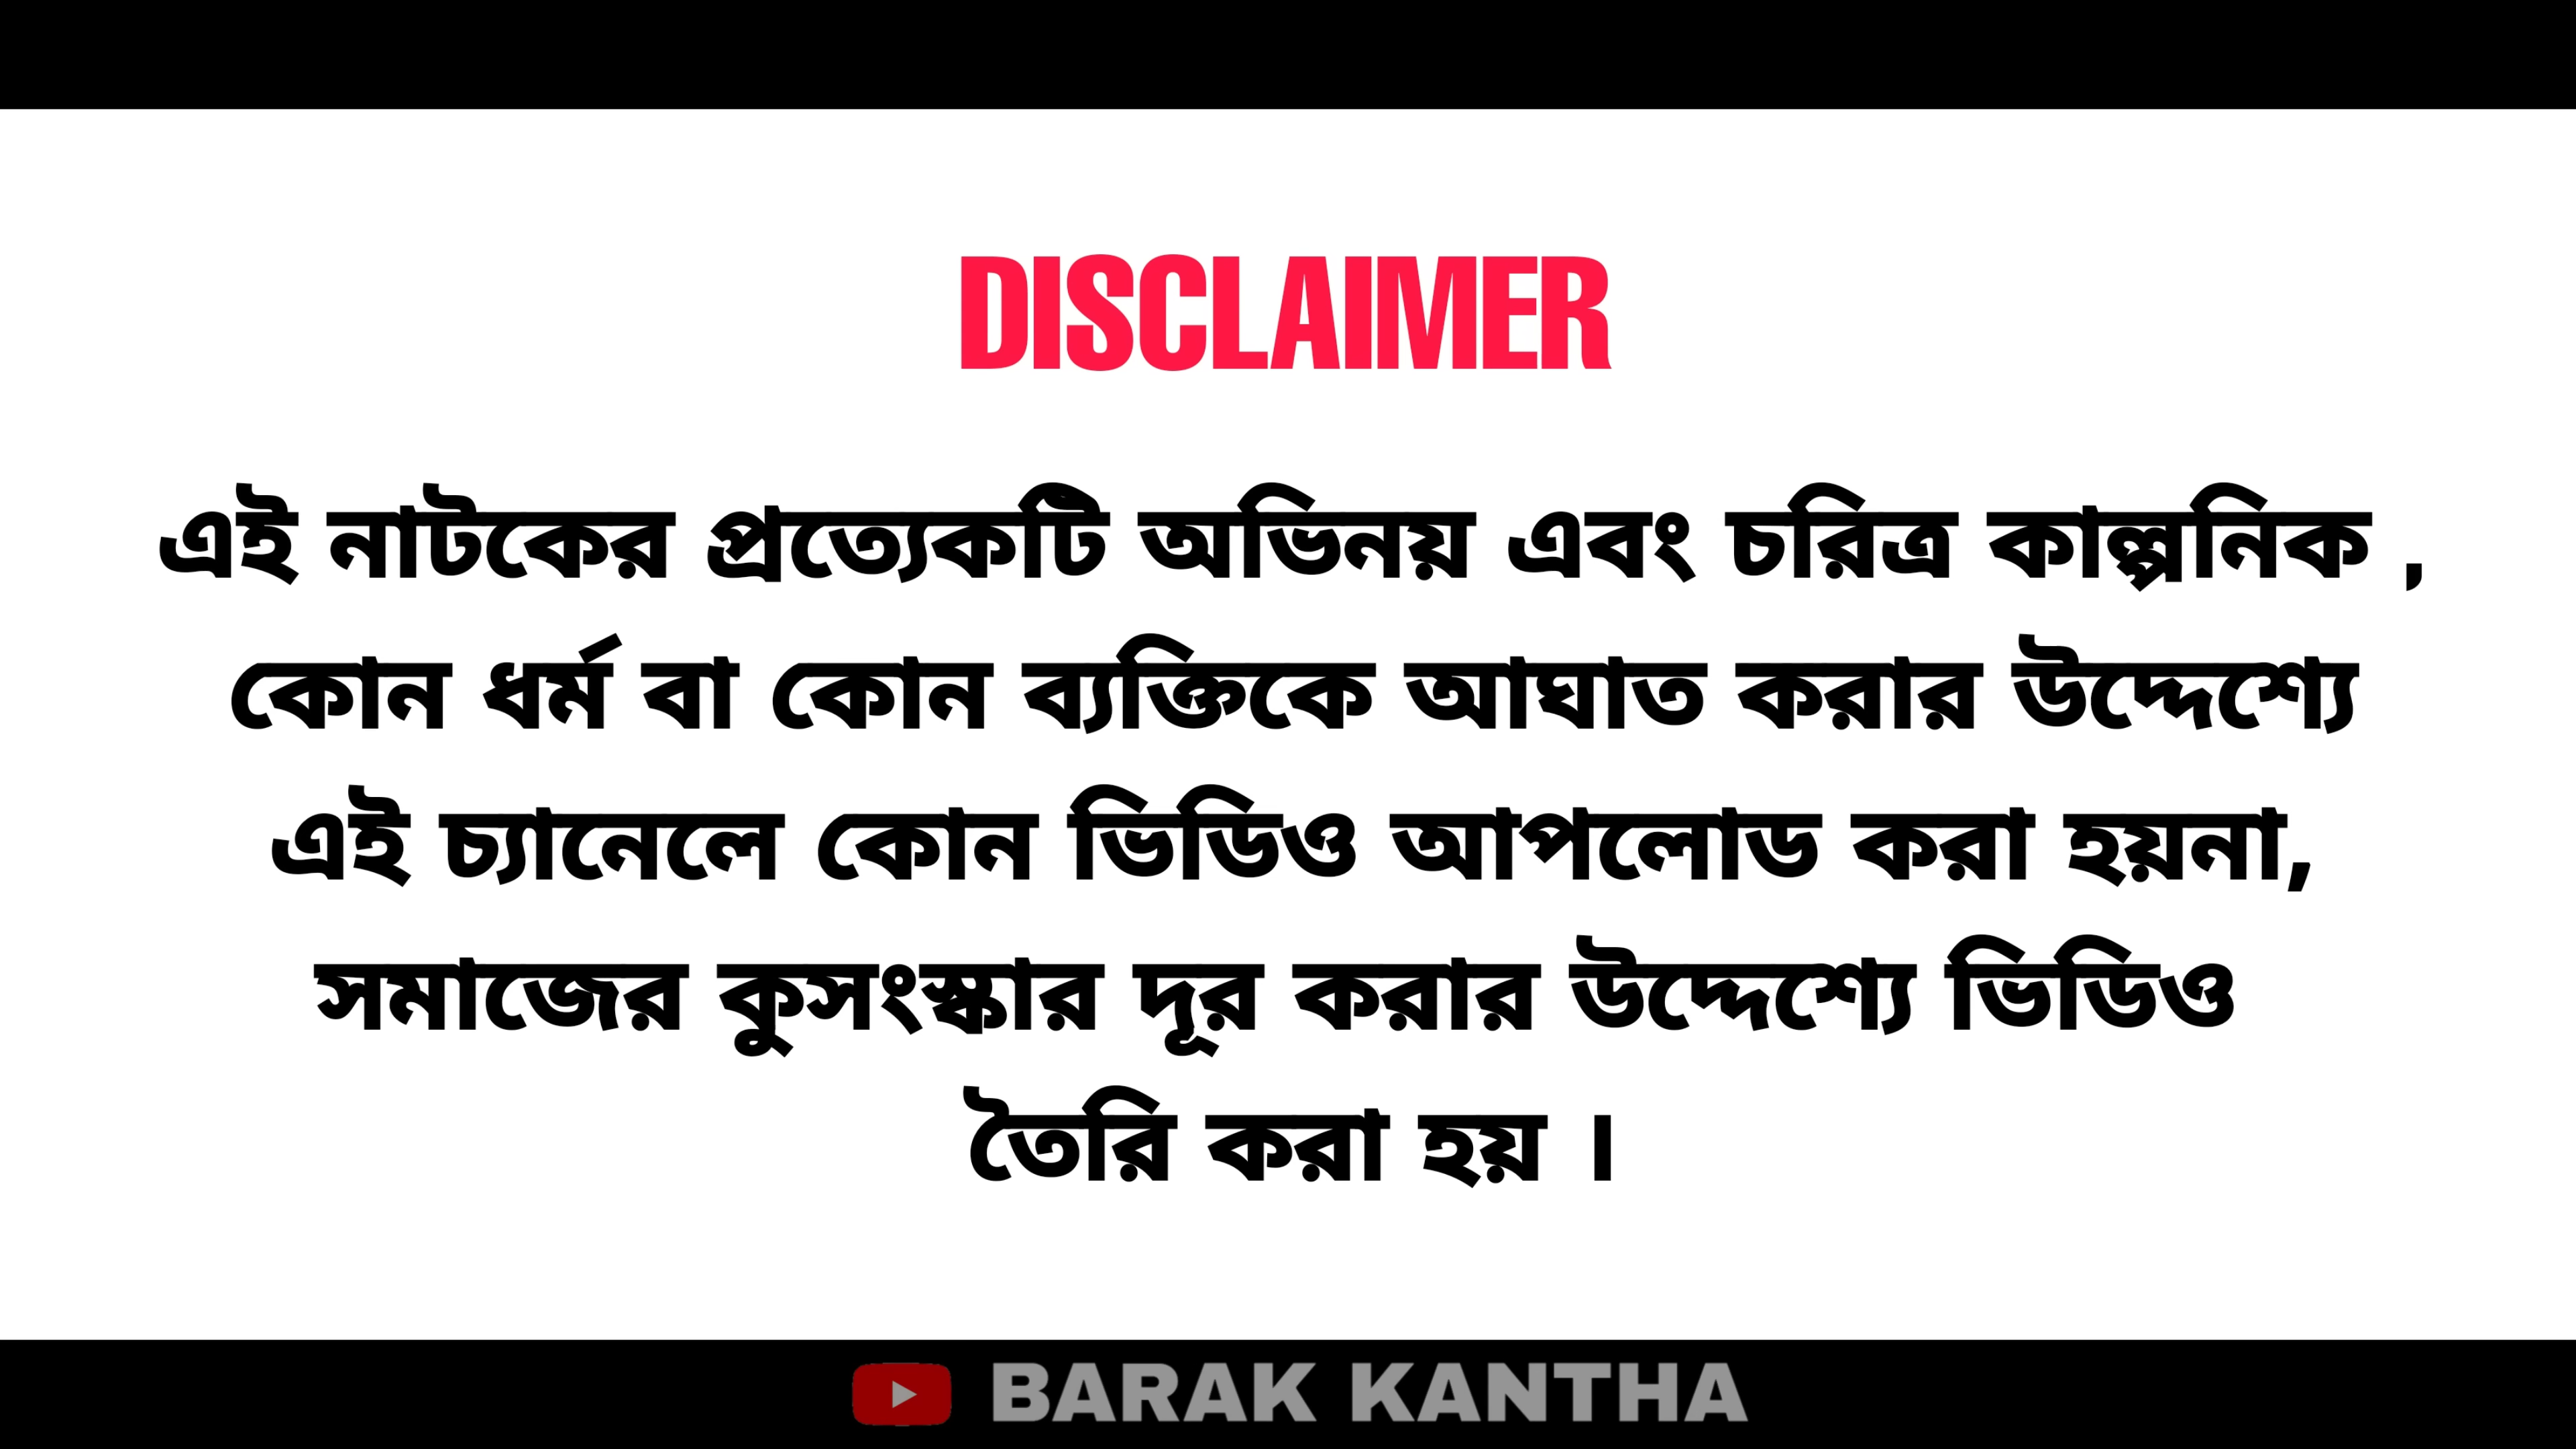 DISCLAIMER
এই নাটকের প্রত্যেকটি অভিনয় এবং চরিত্র কাল্পনিক ,
কোন ধর্ম বা কোন ব্যক্তিকে আঘাত করার উদ্দেশ্যে
এই চ্যানেলে কোন ভিডিও আপলোড করা হয়না,
সমাজের কুসংস্কার দূর করার উদ্দেশ্যে ভিডিও
তৈরি করা হয় ।
BARAK KANTHA